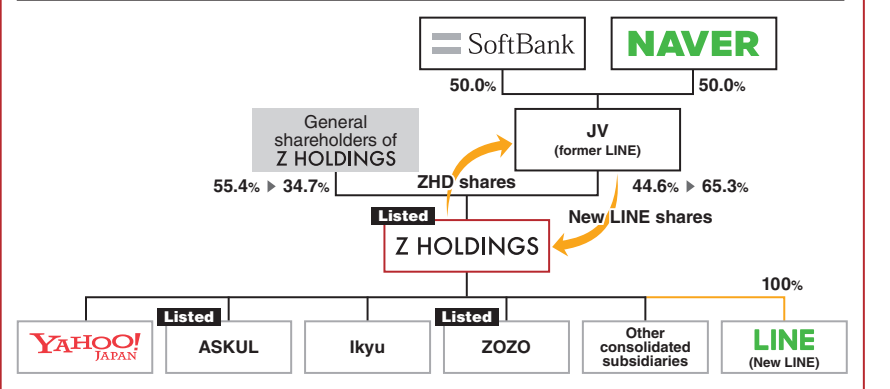 SoftBank
NAVER
50.0%
50.0%
General
shareholders of
Z HOLDINGS
JV
(former LINE)
55.4% ▶ 34.7%
ZHD shares
44.6% ▶ 65.3%
Listed
New LINE shares
Z HOLDINGS
100%
Listed
Listed
YAHOO!
JAPAN
ASKUL
Ikyu
ZOZO
Other
consolidated
subsidiaries
LINE
(New LINE)